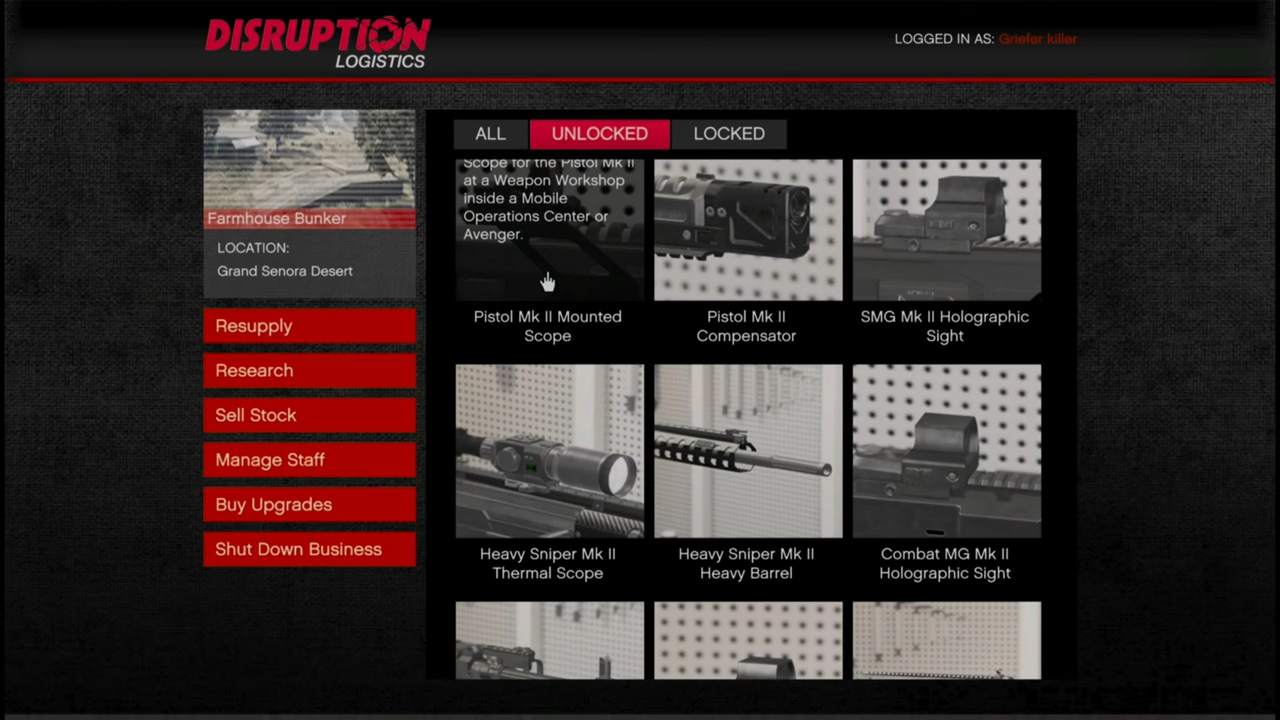 DISRUPTION
LOGISTICS
LOGGED IN AS: Griefer killer
Farmhouse Bunker
LOCATION:
Grand Senora Desert
Resupply
Research
Sell Stock
Manage Staff
Buy Upgrades
Shut Down Business
ALL
UNLOCKED
LOCKED
Scope for the Pistol Mk II
at a Weapon Workshop
inside a Mobile
Operations Center or
Avenger.
Pistol Mk II Mounted
Scope
Pistol Mk II
Compensator
SMG Mk II Holographic
Sight
Heavy Sniper Mk II
Thermal Scope
Heavy Sniper Mk II
Heavy Barrel
Combat MG Mk II
Holographic Sight